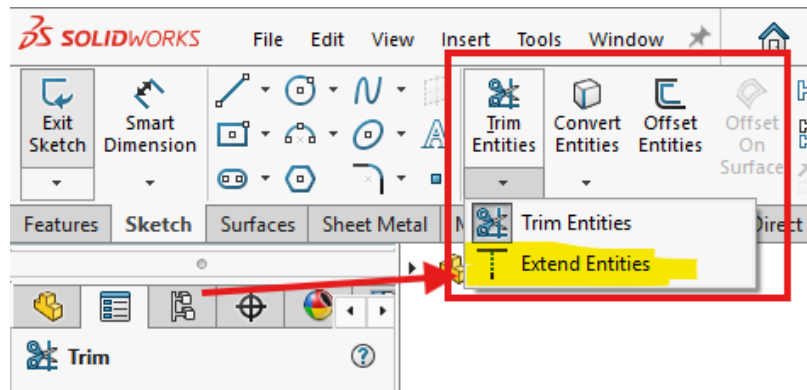 SOLIDWORKS File Edit View Insert Tools Window
Exit Sketch
Smart Dimension
Trim Entities
Convert Entities
Offset Entities
Offset On Surface
Trim Entities
Extend Entities
Features Sketch Surfaces Sheet Metal
Trim